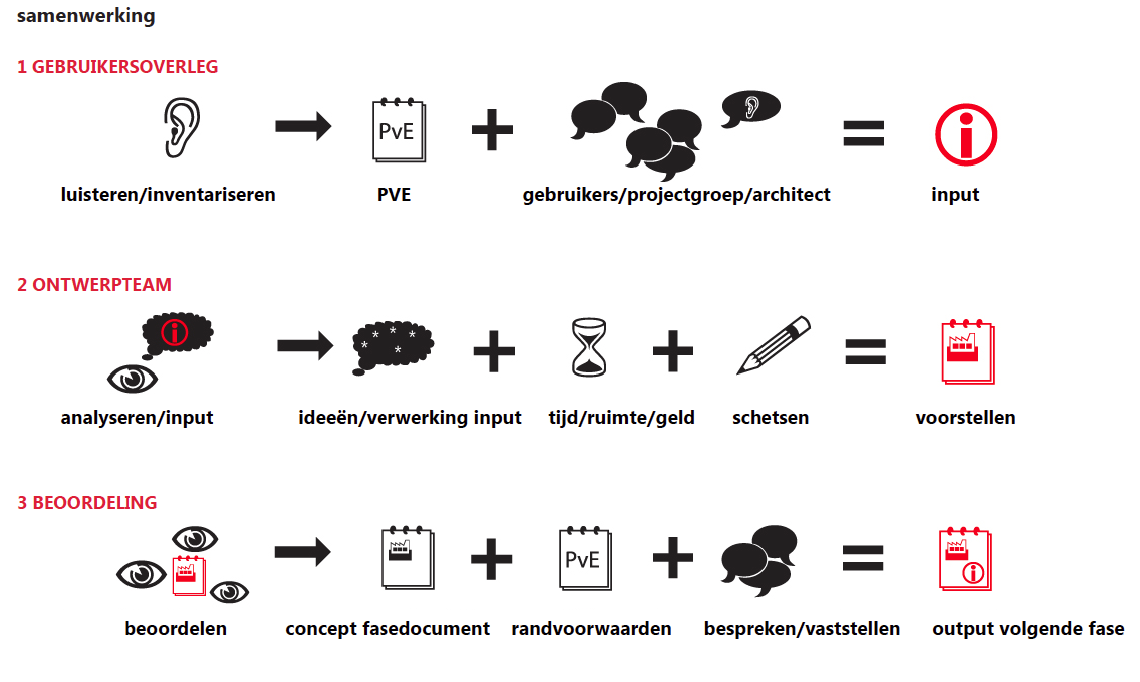 samenwerking
1 GEBRUIKERSOVERLEG
PvE
luisteren/inventariseren PVE gebruikers/projectgroep/architect input
2 ONTWERPTEAM
analyseren/input ideeën/verwerking input tijd/ruimte/geld schetsen voorstellen
3 BEOORDELING
PvE
beoordelen concept fasedocument randvoorwaarden bespreken/vaststellen output volgende fase